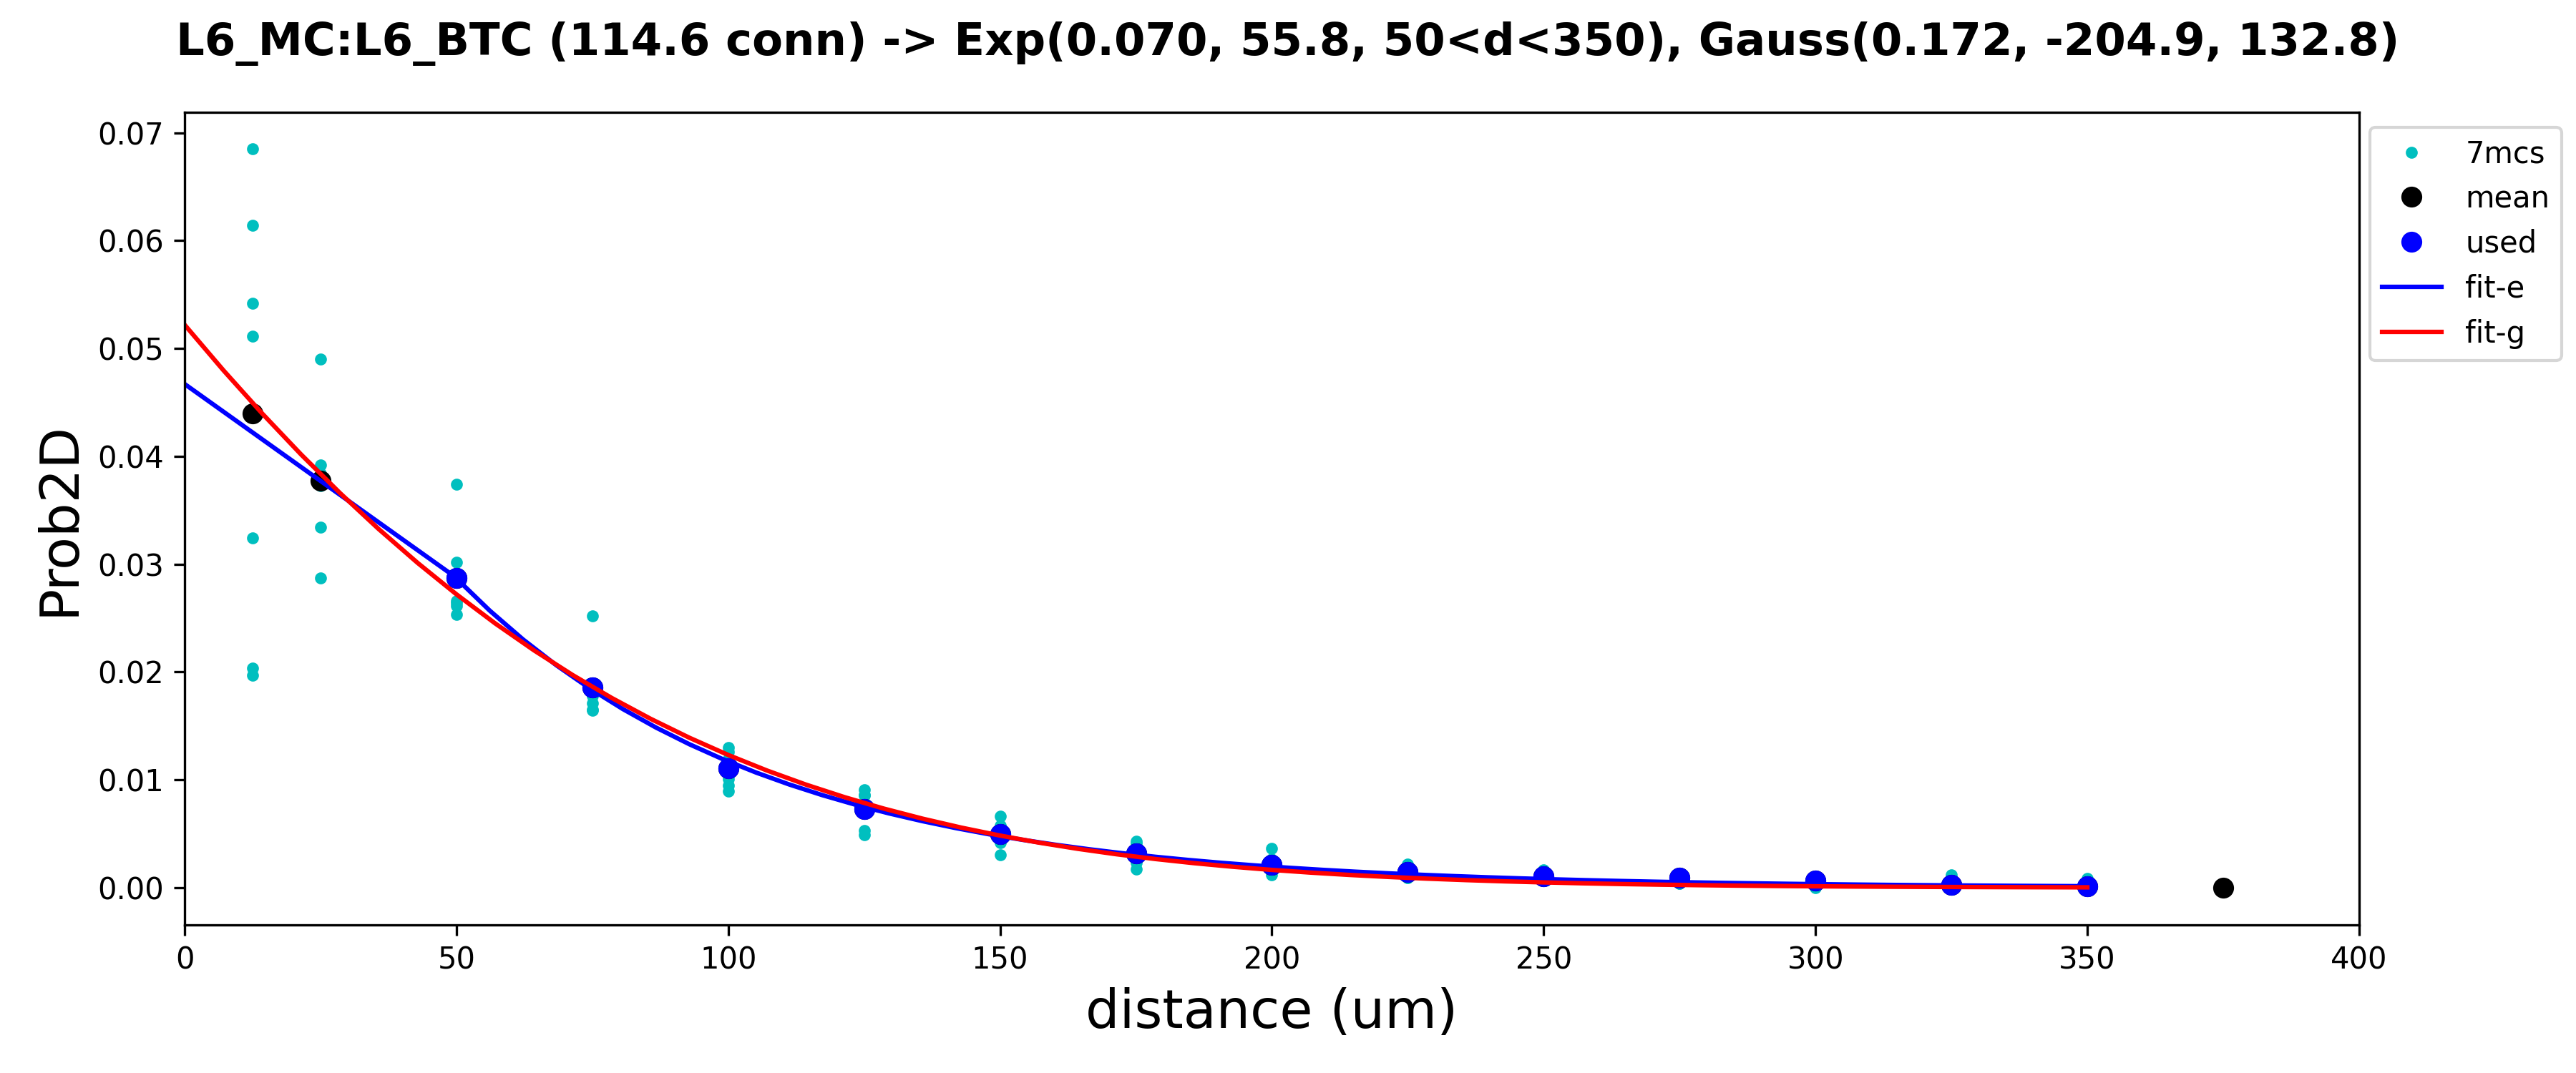 L6_MC:L6_BTC (114.6 conn) -> Exp(0.070, 55.8, 50<d<350), Gauss(0.172, -204.9, 132.8)
0.07
0.06
0.05
0.04
0.03
0.02
0.01
0.00
Prob2D
0 50 100 150 200 250 300 350 400
distance (um)
7mcs
mean
used
fit-e
fit-g